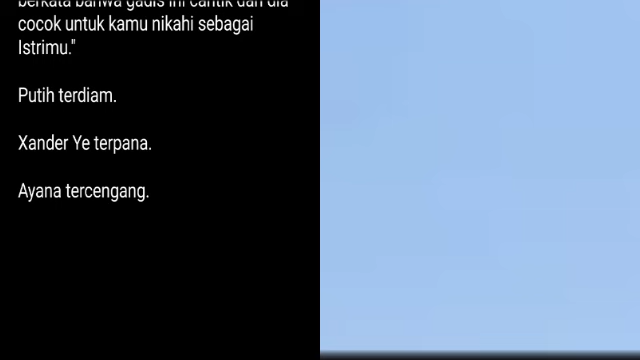 berkata bahwa gadis ini cantik dan dia
cocok untuk kamu nikahi sebagai
Istrimu."
Putih terdiam.
Xander Ye terpana.
Ayana tercengang.